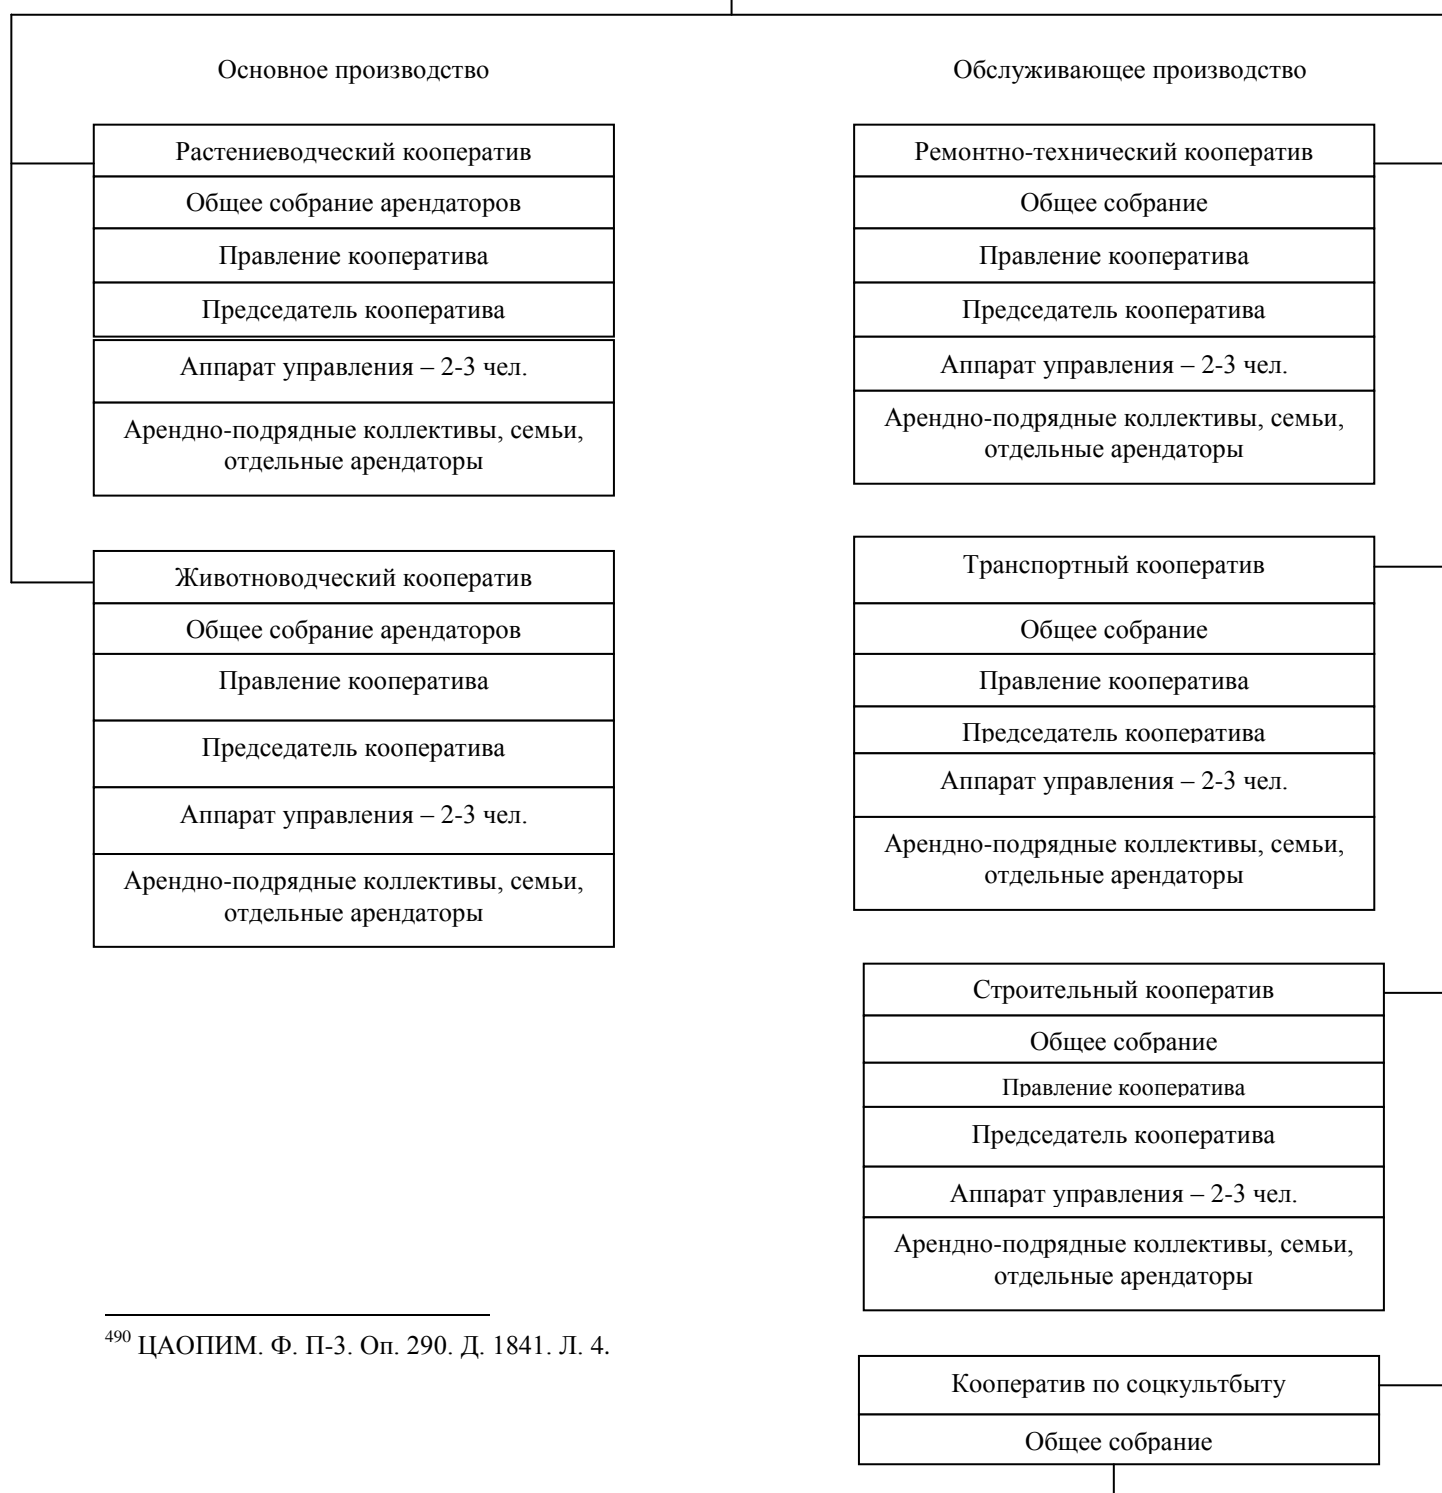 Основное производство
Растениеводческий кооператив
Общее собрание арендаторов
Правление кооператива
Председатель кооператива
Аппарат управления – 2-3 чел.
Арендно-подрядные коллективы, семьи,
отдельные арендаторы
Животноводческий кооператив
Общее собрание арендаторов
Правление кооператива
Председатель кооператива
Аппарат управления – 2-3 чел.
Арендно-подрядные коллективы, семьи,
отдельные арендаторы
Обслуживающее производство
Ремонтно-технический кооператив
Общее собрание
Правление кооператива
Председатель кооператива
Аппарат управления – 2-3 чел.
Арендно-подрядные коллективы, семьи,
отдельные арендаторы
Транспортный кооператив
Общее собрание
Правление кооператива
Председатель кооператива
Аппарат управления – 2-3 чел.
Арендно-подрядные коллективы, семьи,
отдельные арендаторы
Строительный кооператив
Общее собрание
Правление кооператива
Председатель кооператива
Аппарат управления – 2-3 чел.
Арендно-подрядные коллективы, семьи,
отдельные арендаторы
Кооператив по соцкультбыту
Общее собрание
490 ЦАОПИМ. Ф. П-3. Оп. 290. Д. 1841. Л. 4.